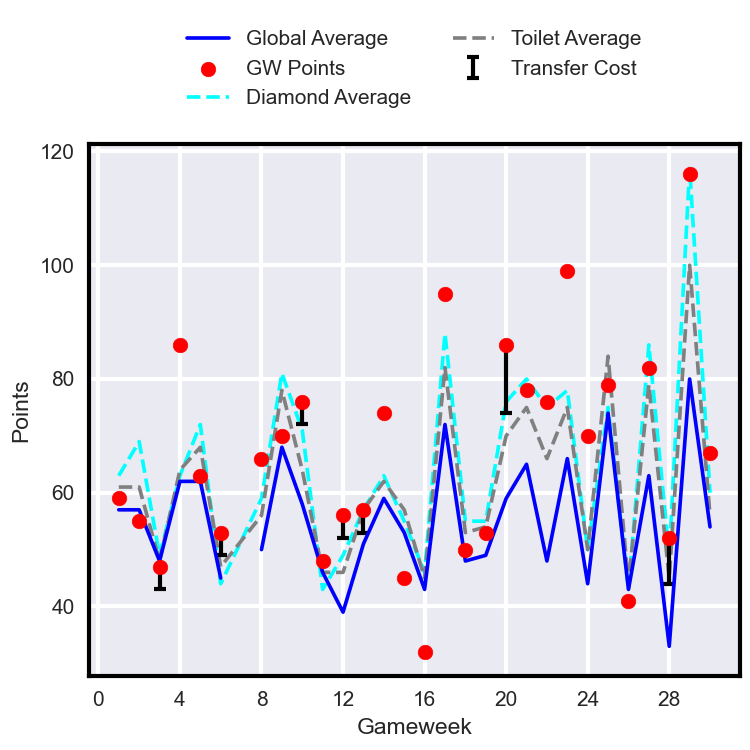 Global Average
GW Points
Diamond Average
Toilet Average
Transfer Cost
120
100
80
60
40
Points
0 4 8 12 16 20 24 28
Gameweek